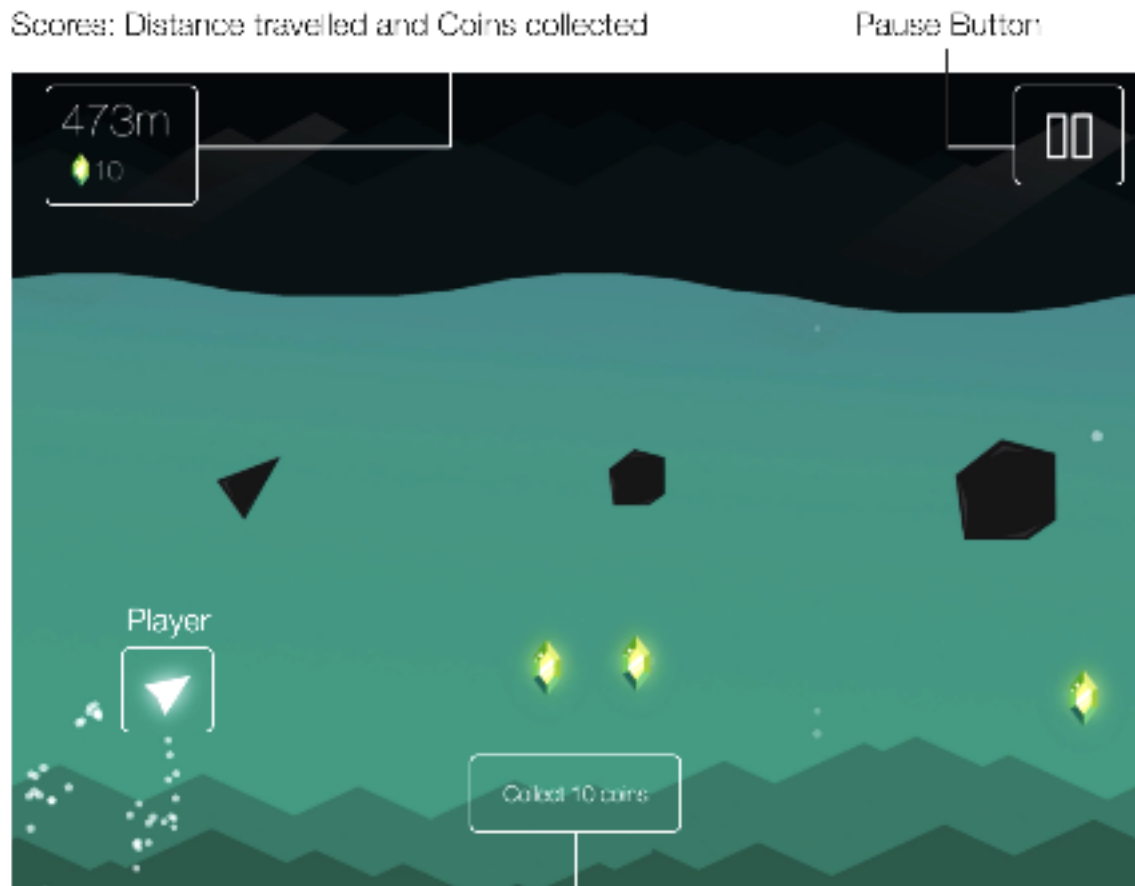 Scores: Distance travelled and Coins collected
Pause Button
473m
10
Player
Collect 10 coins